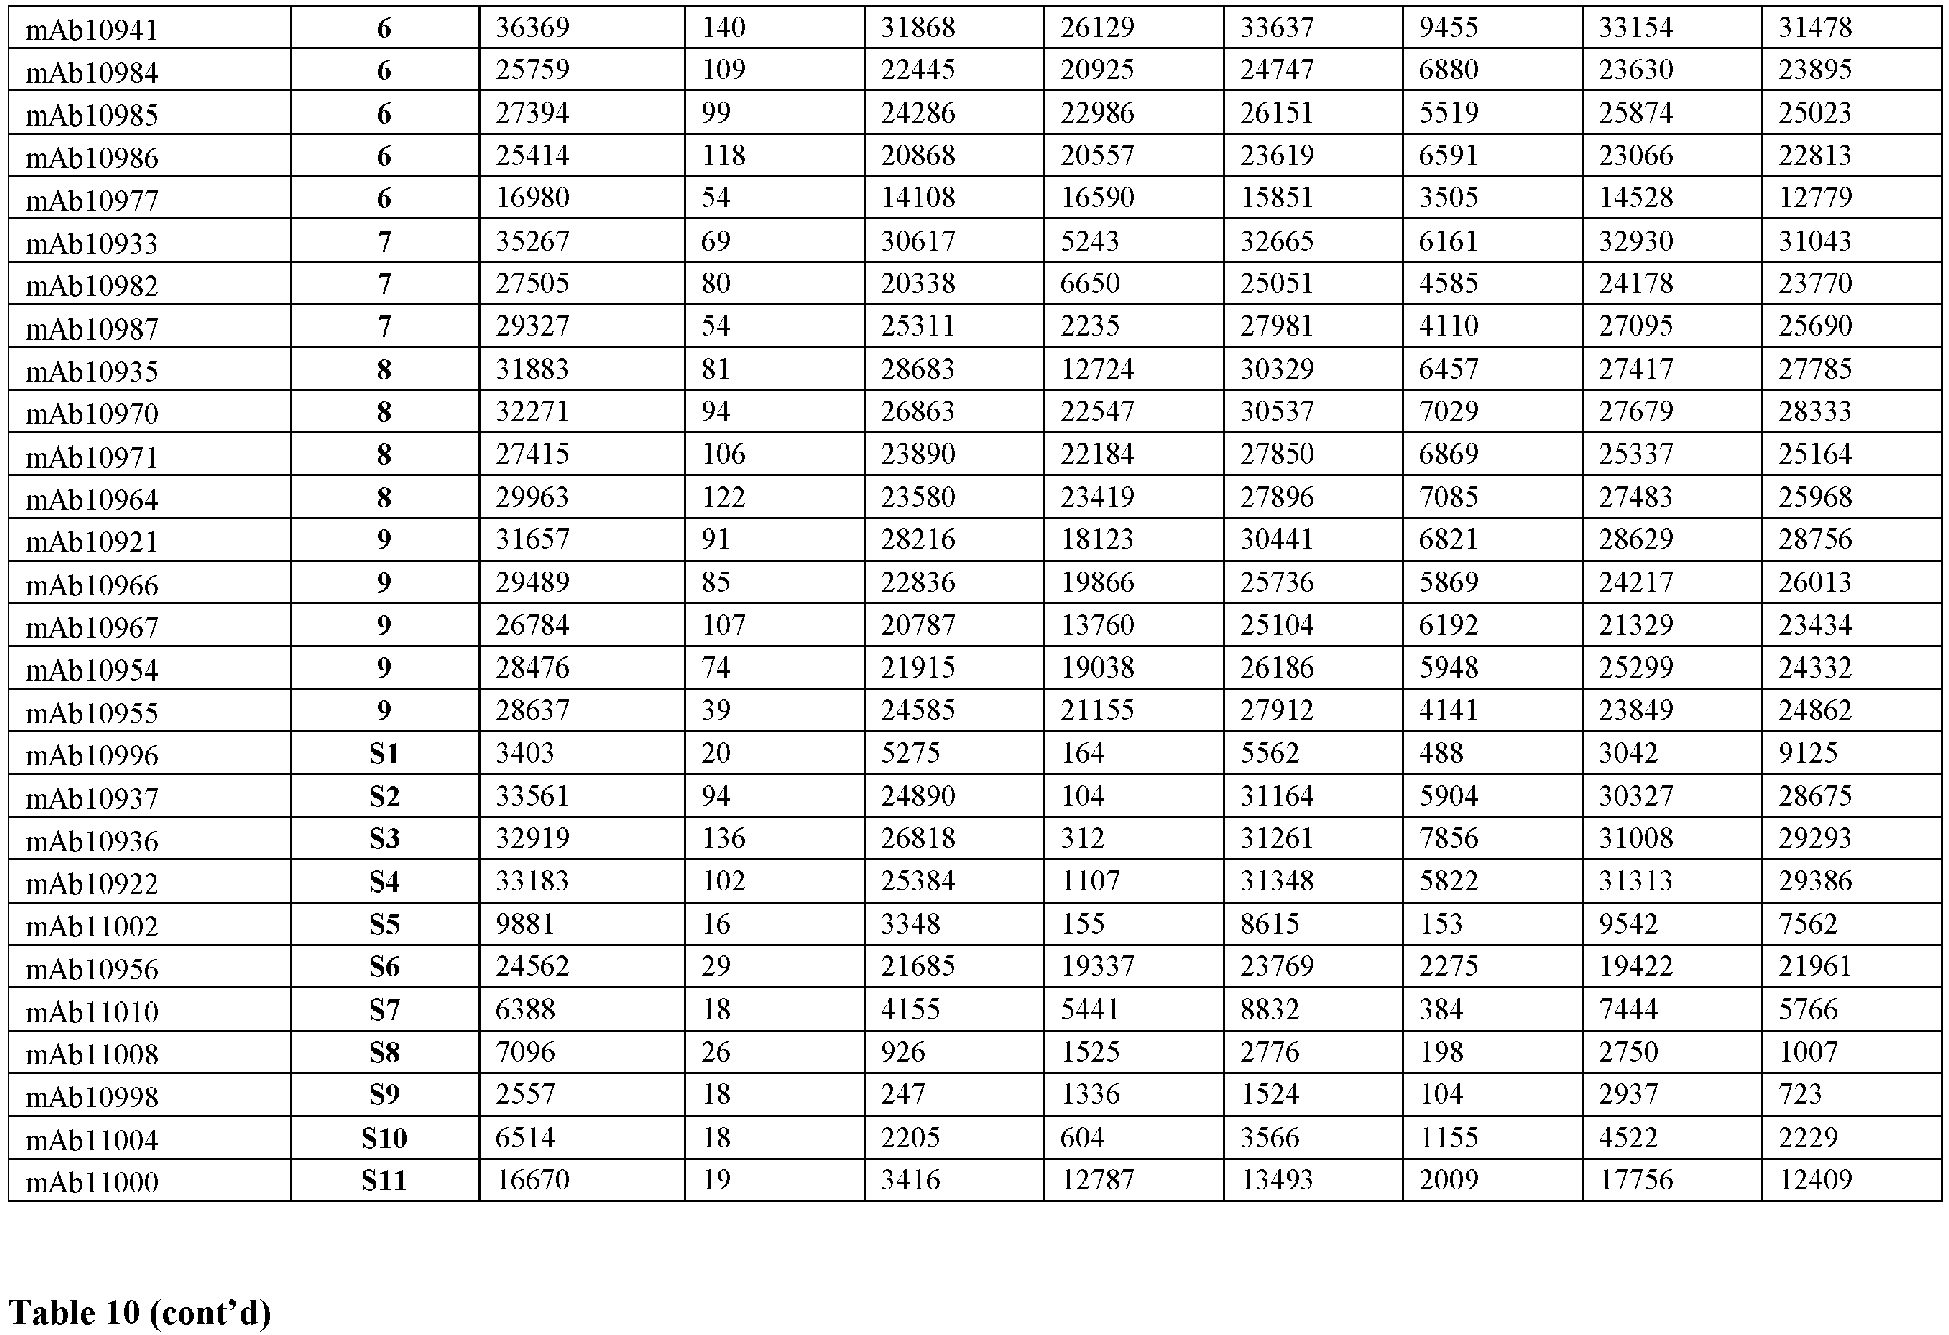 mAb10941 6 36369 140 31868 26129 33637 9455 33154 31478
mAb10984 6 25759 109 22445 20925 24747 6880 23630 23895
mAb10985 6 27394 99 24286 22986 26151 5519 25874 25023
mAb10986 6 25414 118 20868 20557 23619 6591 23066 22813
mAb10977 6 16980 54 14108 16590 15851 3505 14528 12779
mAb10933 7 35267 69 30617 5243 32665 6161 32930 31043
mAb10982 7 27505 80 20338 6650 25051 4585 24178 23770
mAb10987 7 29327 54 25311 2235 27981 4110 27095 25690
mAb10935 8 31883 81 28683 12724 30329 6457 27417 27785
mAb10970 8 32271 94 26863 22547 30537 7029 27679 28333
mAb10971 8 27415 106 23890 22184 27850 6869 25337 25164
mAb10964 8 29963 122 23580 23419 27896 7085 27483 25968
mAb10921 9 31657 91 28216 18123 30441 6821 28629 28756
mAb10966 9 29489 85 22836 19866 25736 5869 24217 26013
mAb10967 9 26784 107 20787 13760 25104 6192 21329 23434
mAb10954 9 28476 74 21915 19038 26186 5948 25299 24332
mAb10955 9 28637 39 24585 21155 27912 4141 23849 24862
mAb10996 S1 3403 20 5275 164 5562 488 3042 9125
mAb10937 S2 33561 94 24890 104 31164 5904 30327 28675
mAb10936 S3 32919 136 26818 312 31261 7856 31008 29293
mAb10922 S4 33183 102 25384 1107 31348 5822 31313 29386
mAb11002 S5 9881 16 3348 155 8615 153 9542 7562
mAb10956 S6 24562 29 21685 19337 23769 2275 19422 21961
mAb11010 S7 6388 18 4155 5441 8832 384 7444 5766
mAb11008 S8 7096 26 926 1525 2776 198 2750 1007
mAb10998 S9 2557 18 247 1336 1524 104 2937 723
mAb11004 S10 6514 18 2205 604 3566 1155 4522 2229
mAb11000 S11 16670 19 3416 12787 13493 2009 17756 12409
Table 10 (cont’d)